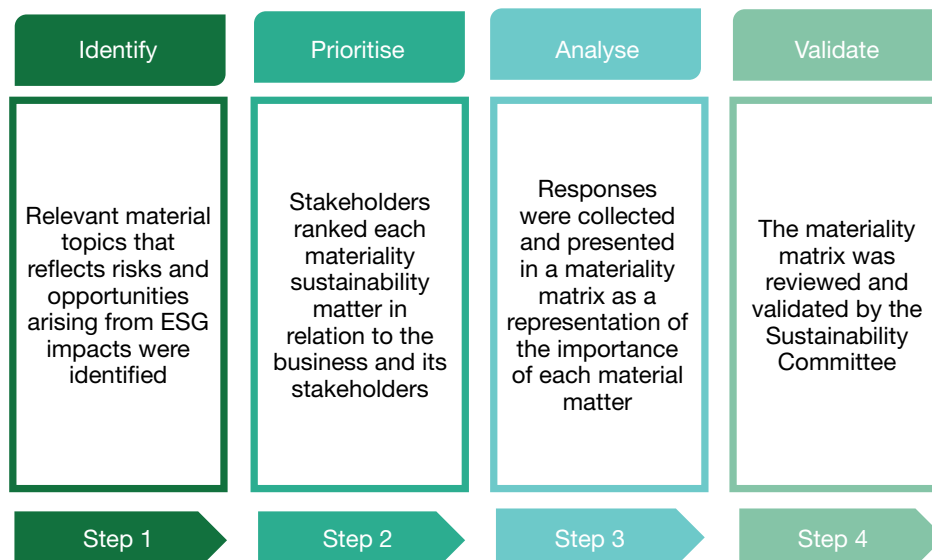 Identify
Prioritise
Analyse
Validate
Relevant material
topics that
reflects risks and
opportunities
arising from ESG
impacts were
identified
Stakeholders
ranked each
materiality
sustainability
matter in
relation to the
business and its
stakeholders
Responses
were collected
and presented
in a materiality
matrix as a
representation of
the importance
of each material
matter
The materiality
matrix was
reviewed and
validated by the
Sustainability
Committee
Step 1
Step 2
Step 3
Step 4